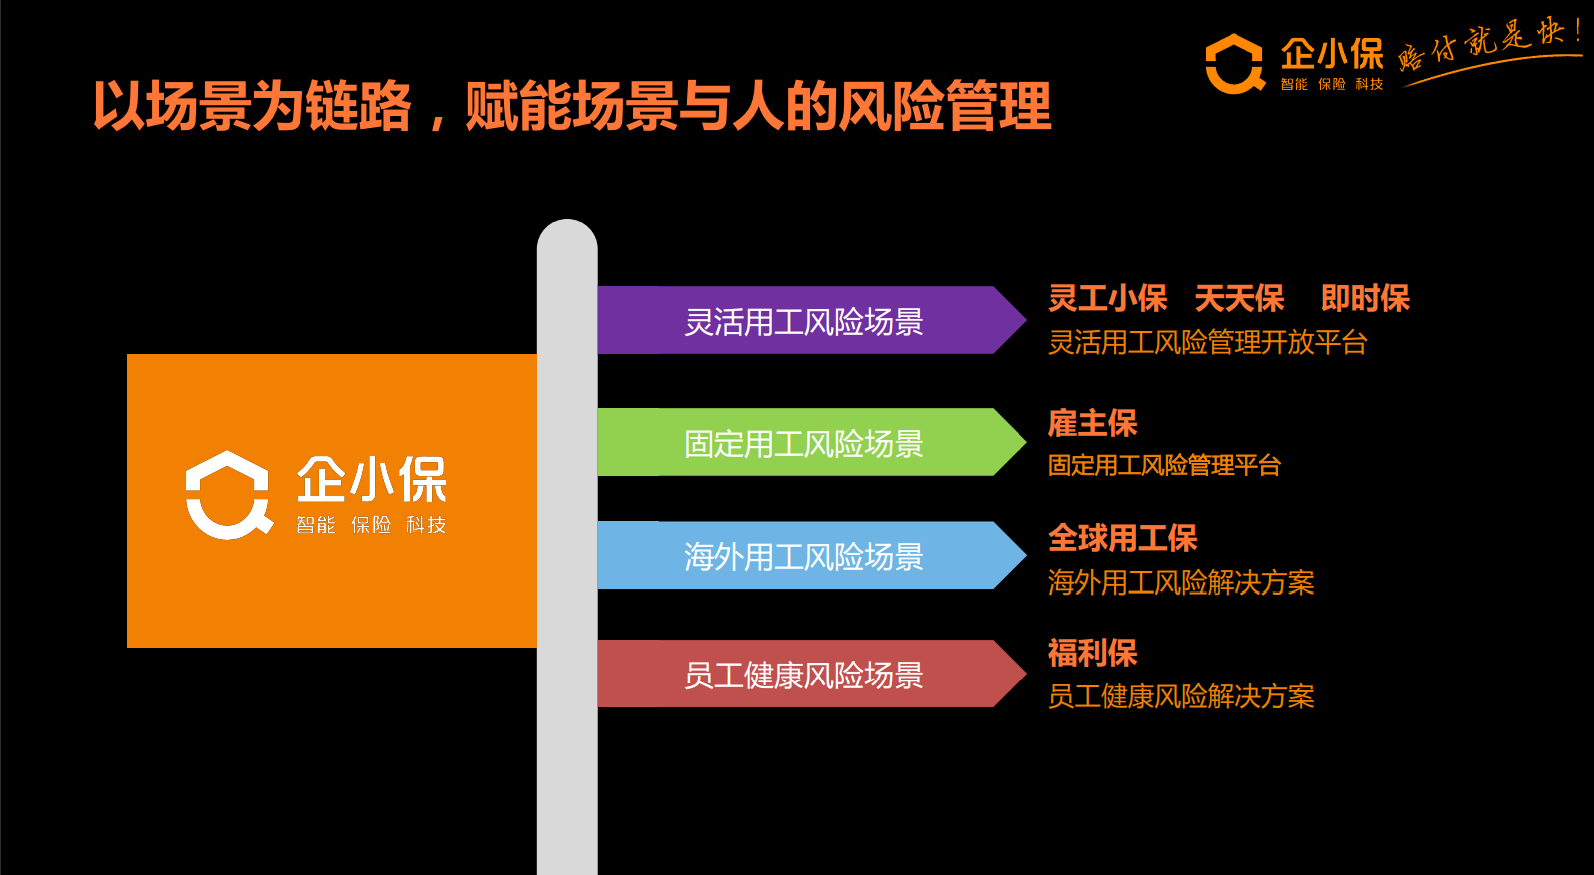 企小保
智能 保险 科技
赔付就是快！
以场景为链路，赋能场景与人的风险管理
企小保
智能 保险 科技
灵活用工风险场景
灵工小保 天天保 即时保
灵活用工风险管理开放平台
固定用工风险场景
雇主保
固定用工风险管理平台
海外用工风险场景
全球用工保
海外用工风险解决方案
员工健康风险场景
福利保
员工健康风险解决方案